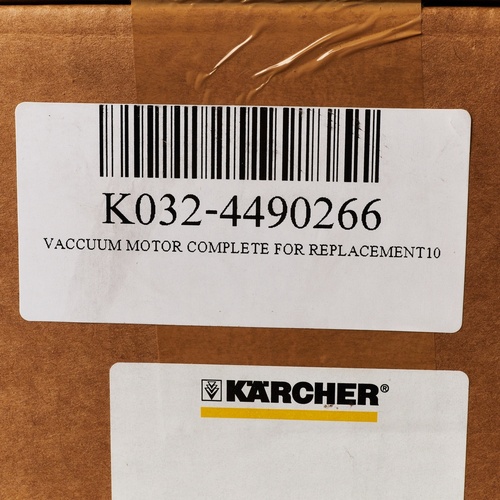 K032-4490266
VACCUUM MOTOR COMPLETE FOR REPLACEMENT10
KÄRCHER®